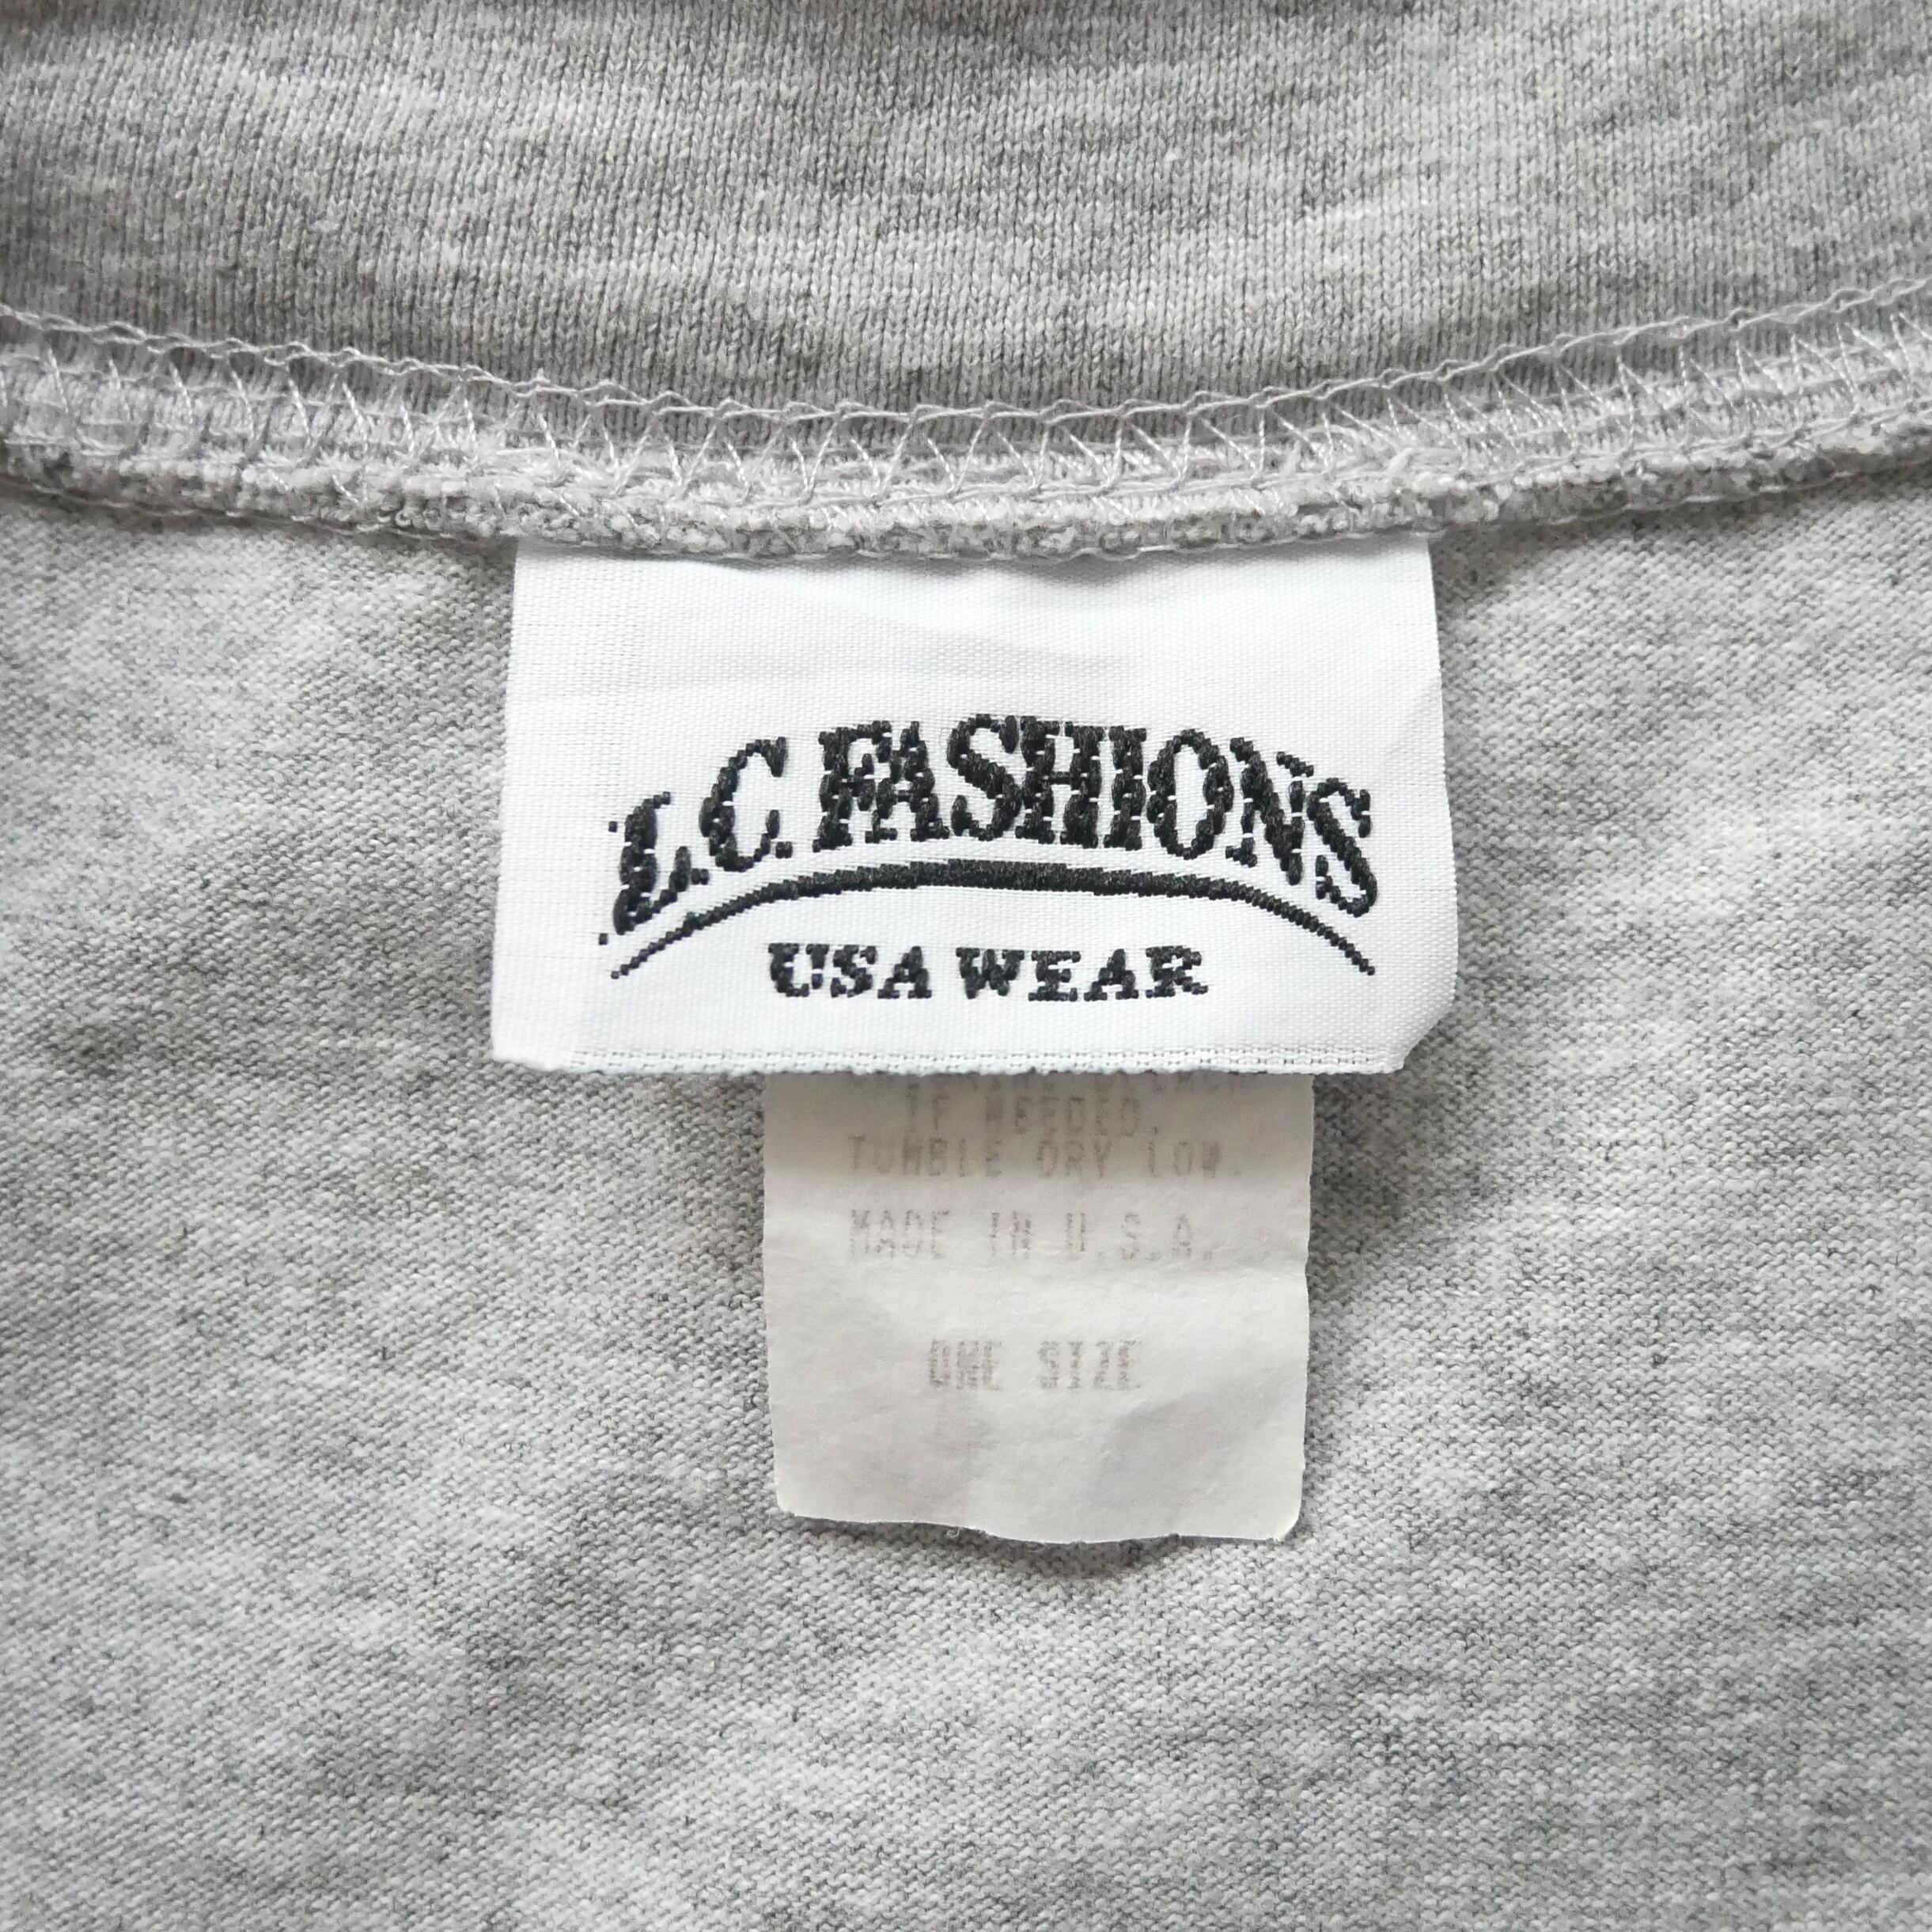 L.C. FASHIONS
USA WEAR
IF NEEDED.
TUMBLE DRY LOW.
MADE IN U.S.A.
ONE SIZE